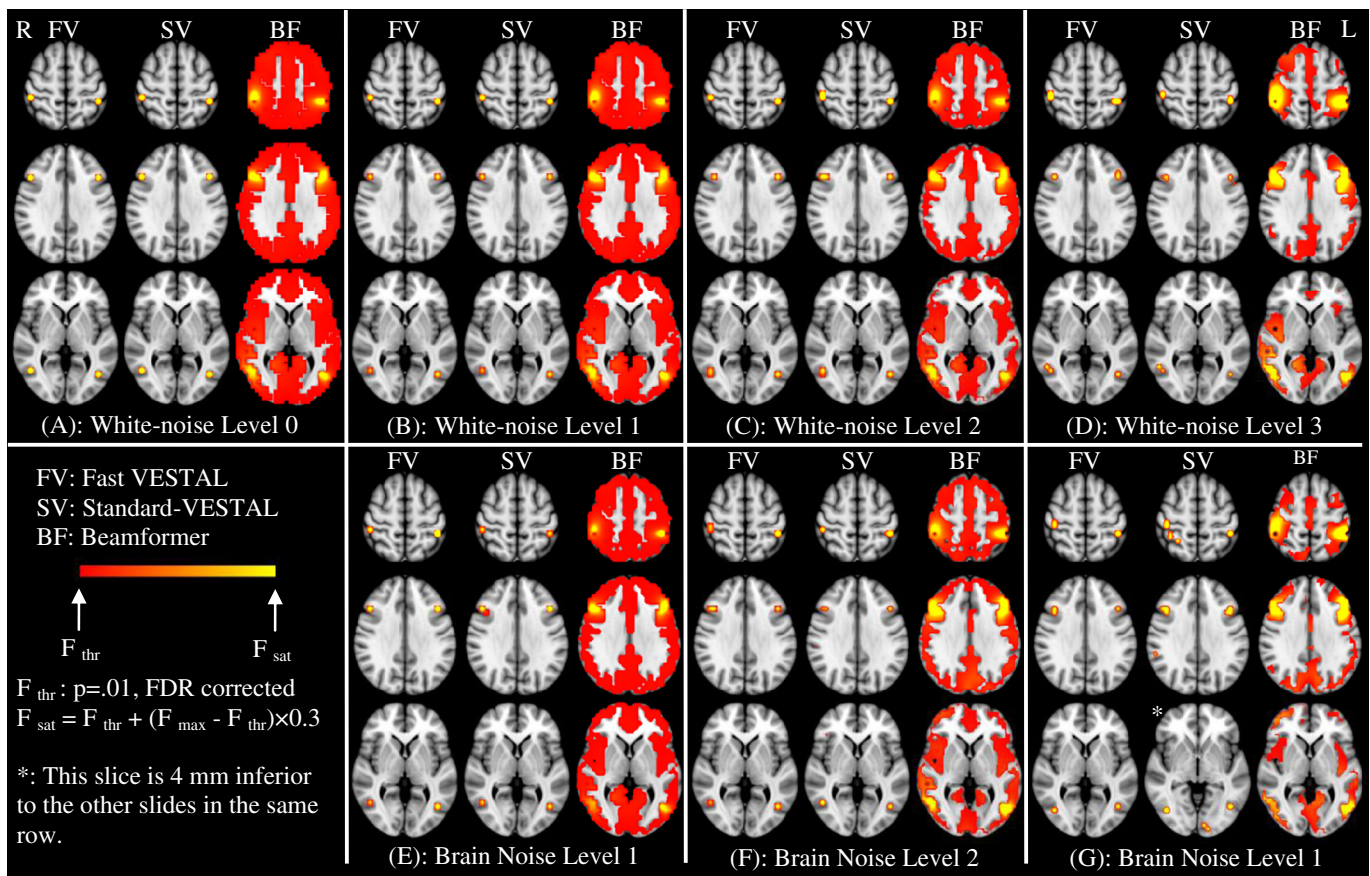 R FV SV BF
FV SV BF
FV SV BF
FV SV BF L
(A): White-noise Level 0
(B): White-noise Level 1
(C): White-noise Level 2
(D): White-noise Level 3
FV: Fast VESTAL
SV: Standard-VESTAL
BF: Beamformer
F thr
F sat
F thr : p=.01, FDR corrected
F sat = F thr + (F max - F thr)×0.3
*: This slice is 4 mm inferior
to the other slides in the same
row.
FV SV BF
FV SV BF
FV SV BF
*
(E): Brain Noise Level 1
(F): Brain Noise Level 2
(G): Brain Noise Level 1